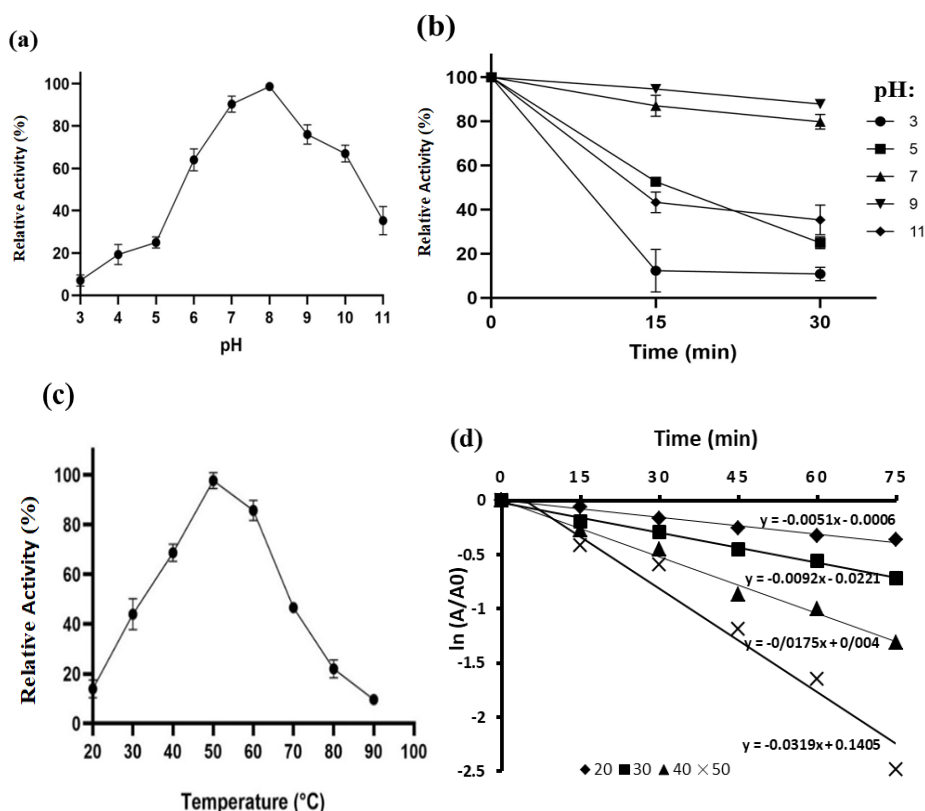 (a)
Relative Activity (%)
100
80
60
40
20
0
3 4 5 6 7 8 9 10 11
pH
(b)
Relative Activity (%)
100
80
60
40
20
0
0 15 30
Time (min)
pH:
3
5
7
9
11
(c)
Relative Activity (%)
100
80
60
40
20
0
20 30 40 50 60 70 80 90 100
Temperature (°C)
(d)
Time (min)
0 15 30 45 60 75
ln (A/A0)
0
-0.5
-1
-1.5
-2
-2.5
y = -0.0051x - 0.0006
y = -0.0092x - 0.0221
y = -0/0175x + 0/004
y = -0.0319x + 0.1405
20 30 40 50